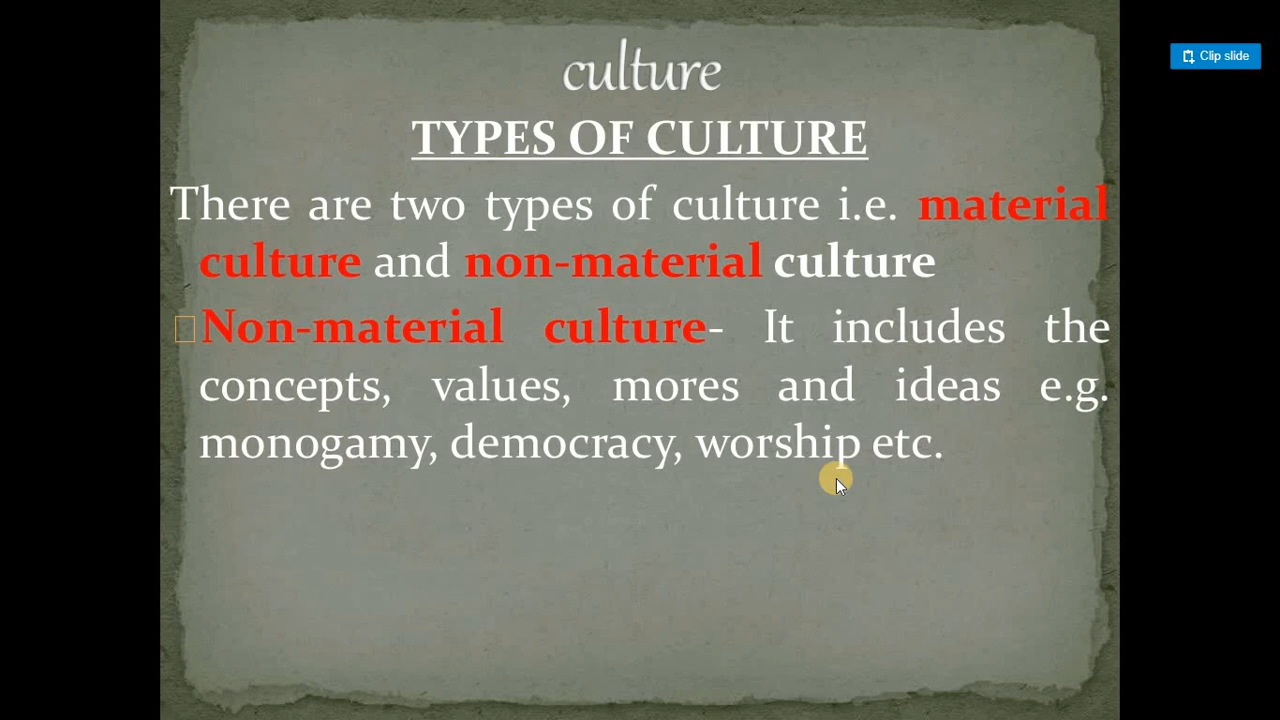 Clip slide
culture
TYPES OF CULTURE
There are two types of culture i.e. material
culture and non-material culture
Non-material culture- It includes the
concepts, values, mores and ideas e.g.
monogamy, democracy, worship etc.